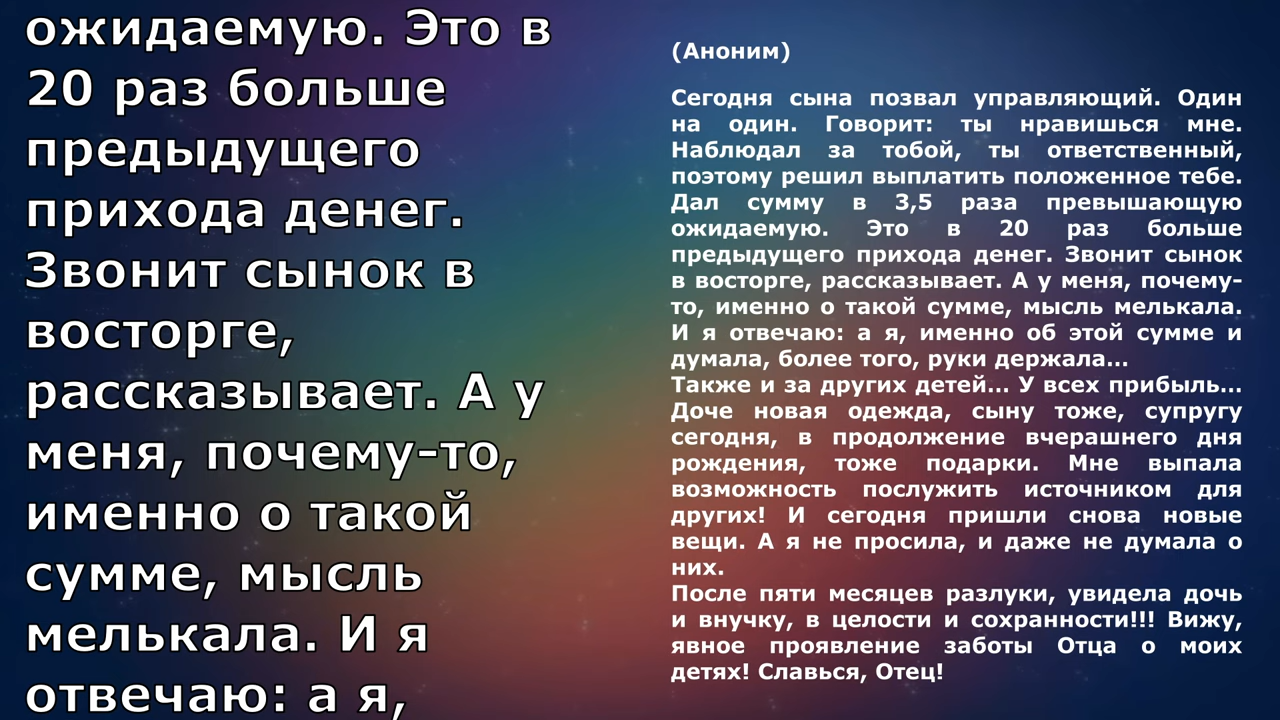 ожидаемую. Это в
20 раз больше
предыдущего
прихода денег.
Звонит сынок в
восторге,
рассказывает. А у
меня, почему-то,
именно о такой
сумме, мысль
мелькала. И я
отвечаю: а я,
(Аноним)
Сегодня сына позвал управляющий. Один
на один. Говорит: ты нравишься мне.
Наблюдал за тобой, ты ответственный,
поэтому решил выплатить положенное тебе.
Дал сумму в 3,5 раза превышающую
ожидаемую. Это в 20 раз больше
предыдущего прихода денег. Звонит сынок
в восторге, рассказывает. А у меня, почему-
то, именно о такой сумме, мысль мелькала.
И я отвечаю: а я, именно об этой сумме и
думала, более того, руки держала...
Также и за других детей... У всех прибыль...
Доче новая одежда, сыну тоже, супругу
сегодня, в продолжение вчерашнего дня
рождения, тоже подарки. Мне выпала
возможность послужить источником для
других! И сегодня пришли снова новые
вещи. А я не просила, и даже не думала о
них.
После пяти месяцев разлуки, увидела дочь
и внучку, в целости и сохранности!!! Вижу,
явное проявление заботы Отца о моих
детях! Славься, Отец!